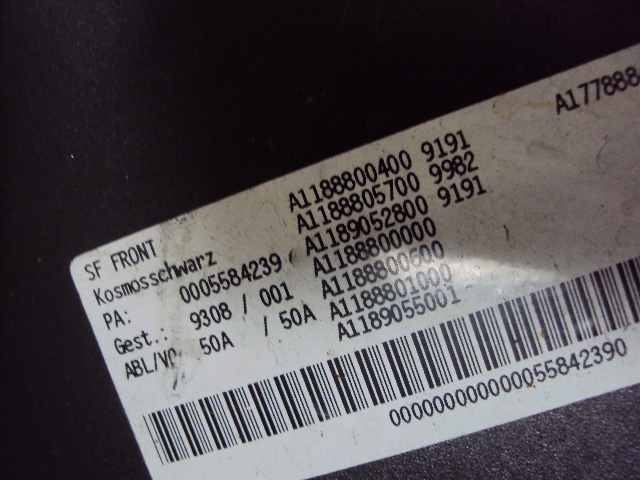 SF FRONT
Kosmosschwarz
PA: 0005584239
Gest.: 9308 / 001
ABL/VO 50A / 50A
A1188800400 9191
A1188805700 9982
A1189052800 9191
A1188800000
A1188800600
A1188801000
A1189055001
A177888
000000000000055842390